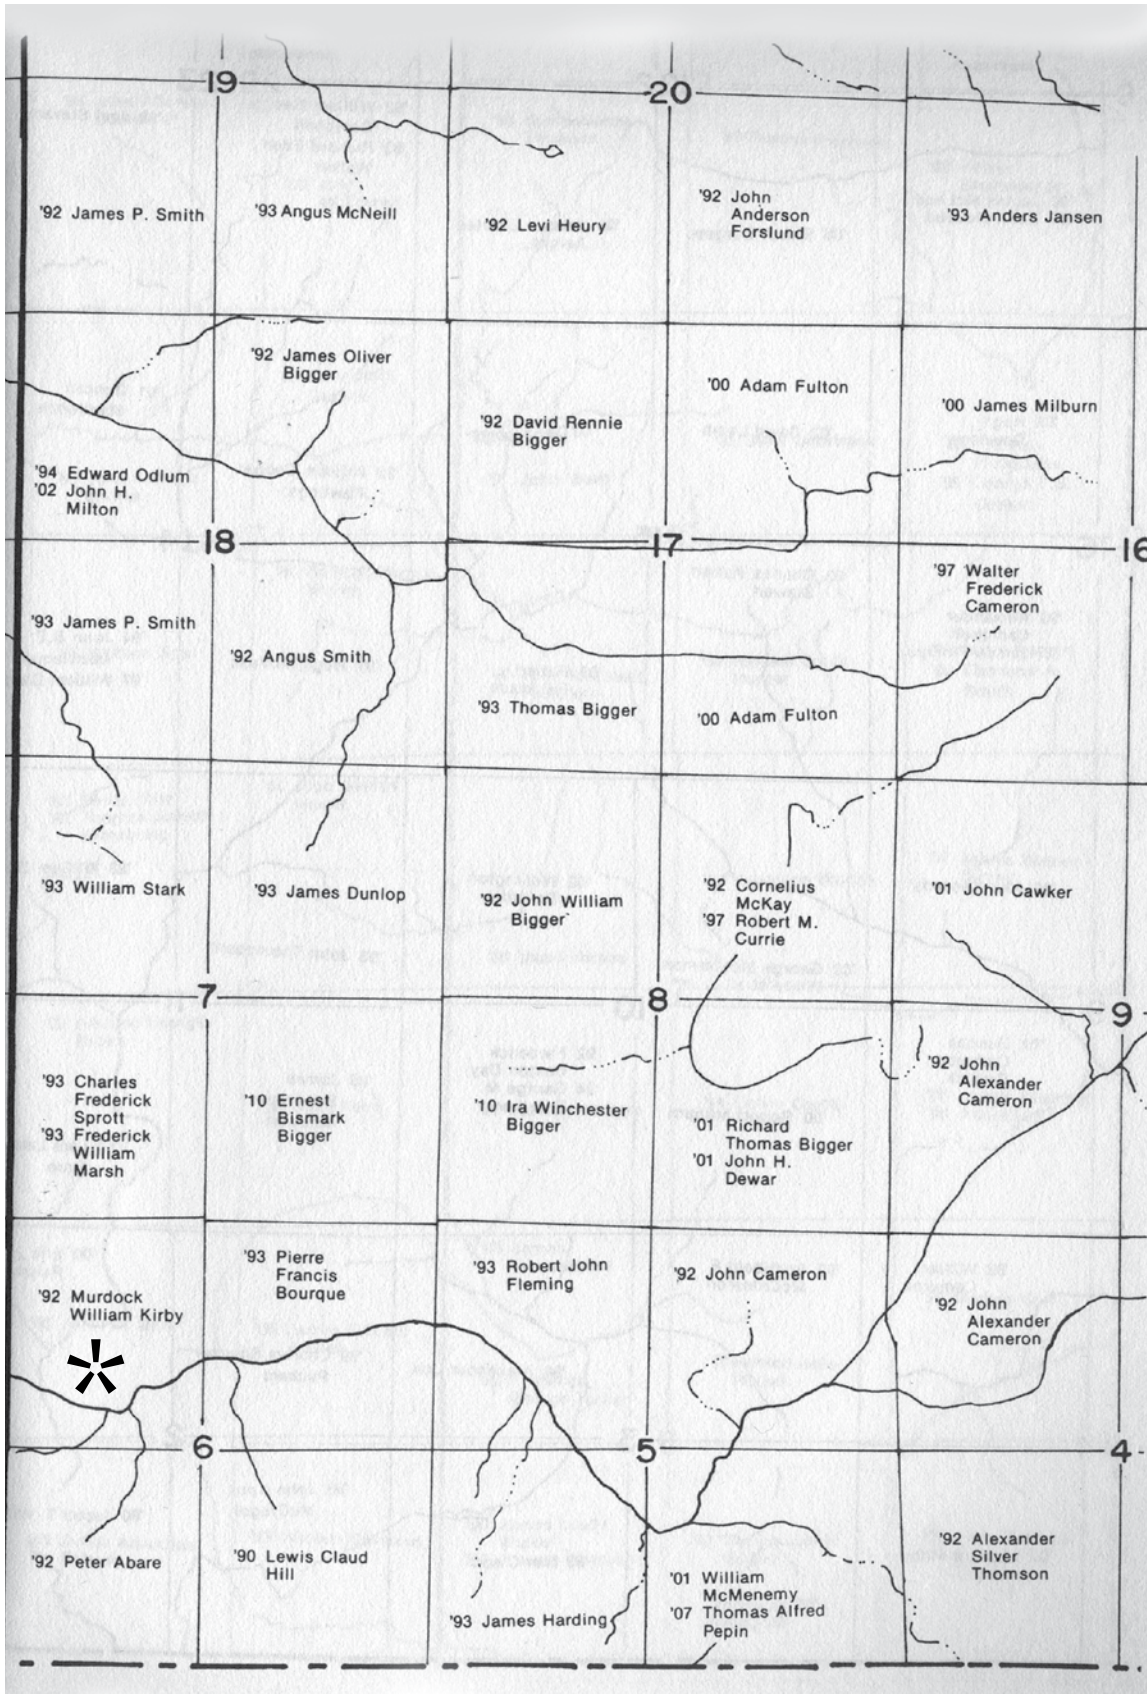 19
20
'92 James P. Smith
'93 Angus McNeill
'92 Levi Heury
'92 John
Anderson
Forslund
'93 Anders Jansen
'92 James Oliver
Bigger
'92 David Rennie
Bigger
'00 Adam Fulton
'00 James Milburn
'94 Edward Odlum
'02 John H.
Milton
18
17
16
'93 James P. Smith
'92 Angus Smith
'93 Thomas Bigger
'00 Adam Fulton
'97 Walter
Frederick
Cameron
'93 William Stark
'93 James Dunlop
'92 John William
Bigger
'92 Cornelius
McKay
'97 Robert M.
Currie
'01 John Cawker
7
8
9
'93 Charles
Frederick
Sprott
'93 Frederick
William
Marsh
'10 Ernest
Bismark
Bigger
'10 Ira Winchester
Bigger
'01 Richard
Thomas Bigger
'01 John H.
Dewar
'92 John
Alexander
Cameron
'92 Murdock
William Kirby
*
'93 Pierre
Francis
Bourque
'93 Robert John
Fleming
'92 John Cameron
'92 John
Alexander
Cameron
6
5
4
'92 Peter Abare
'90 Lewis Claud
Hill
'93 James Harding
'01 William
McMenemy
'07 Thomas Alfred
Pepin
'92 Alexander
Silver
Thomson